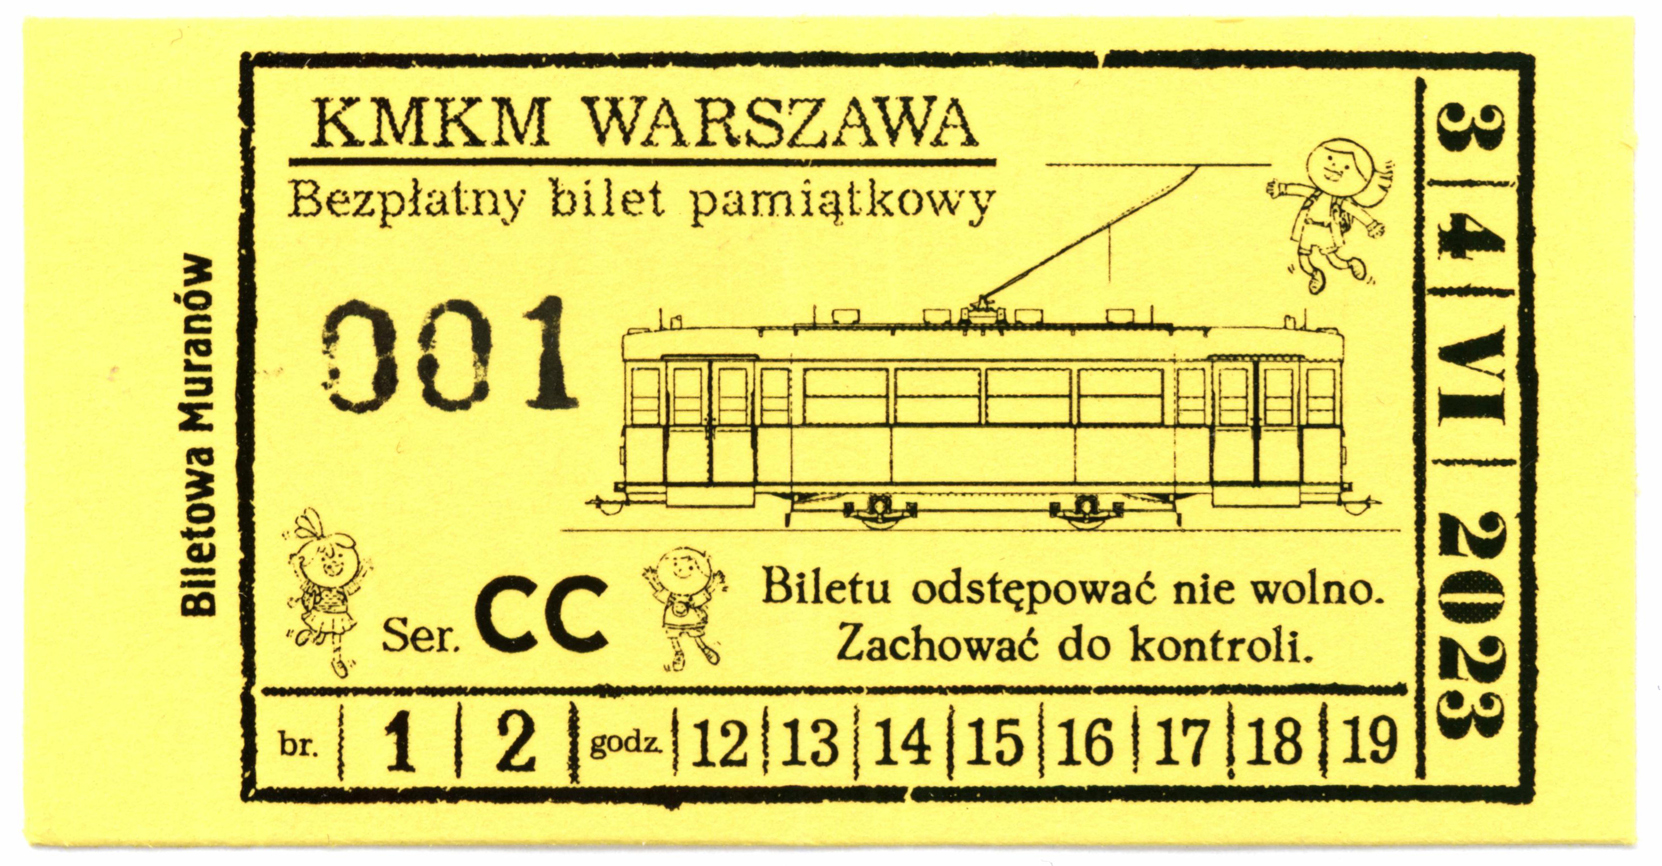 KMKM WARSZAWA
Bezpłatny bilet pamiątkowy
001
Ser. CC
Biletu odstępować nie wolno.
Zachować do kontroli.
br. 1 2 godz. 12 13 14 15 16 17 18 19
3 4 VI 2023
Biletowa Muranów